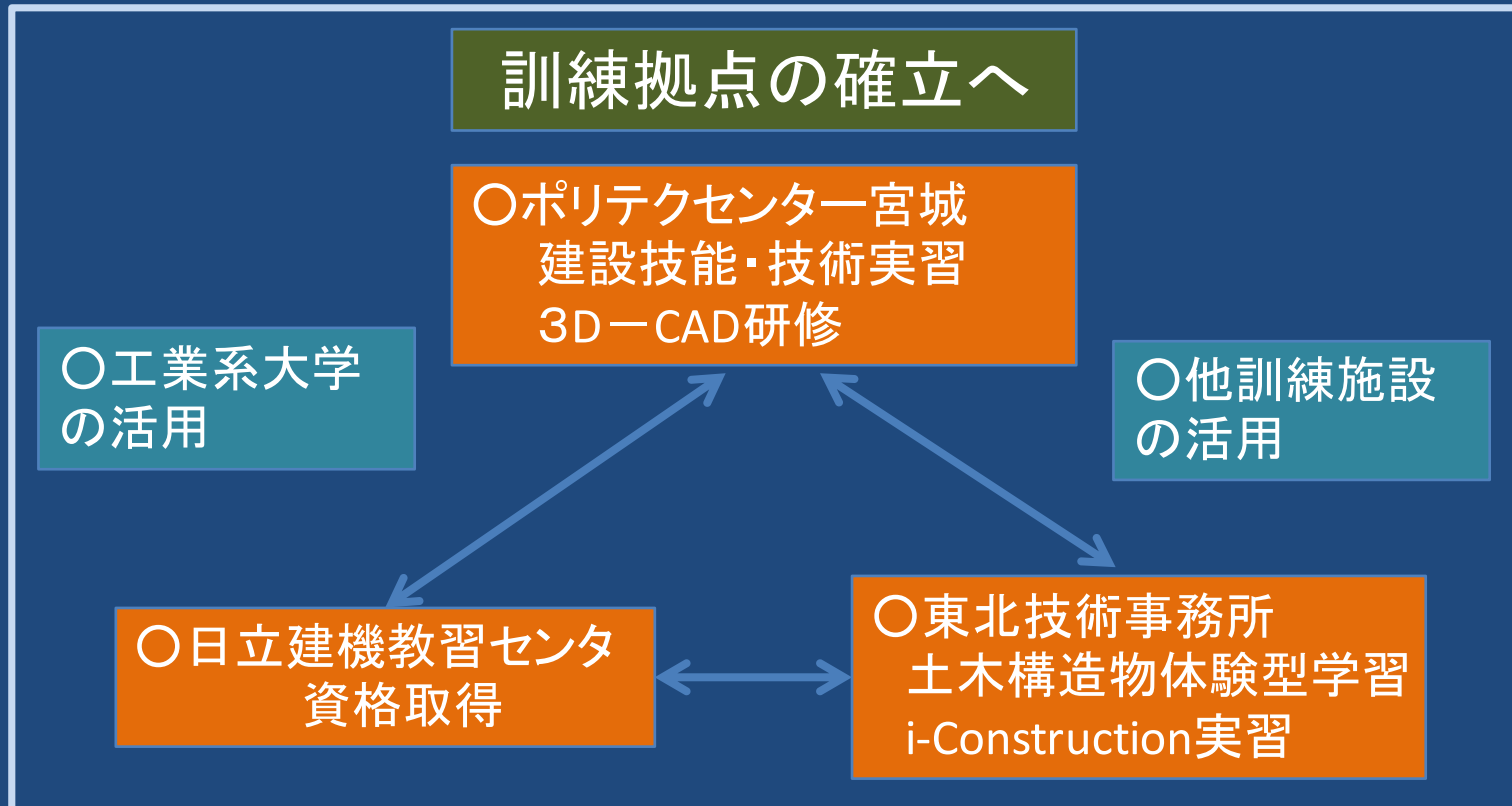 訓練拠点の確立へ
〇ポリテクセンター宮城
建設技能・技術実習
３D－CAD研修
〇工業系大学
の活用
〇他訓練施設
の活用
〇日立建機教習センタ
資格取得
〇東北技術事務所
土木構造物体験型学習
i-Construction実習